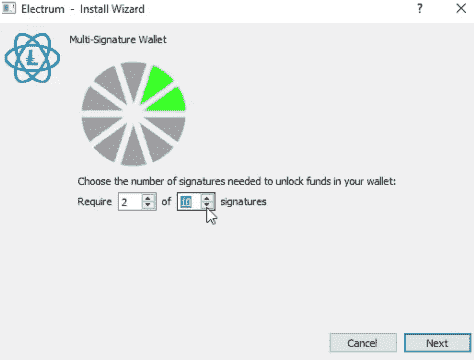 Electrum - Install Wizard ? ×
Multi-Signature Wallet
Choose the number of signatures needed to unlock funds in your wallet:
Require 2 of 10 signatures
Cancel Next